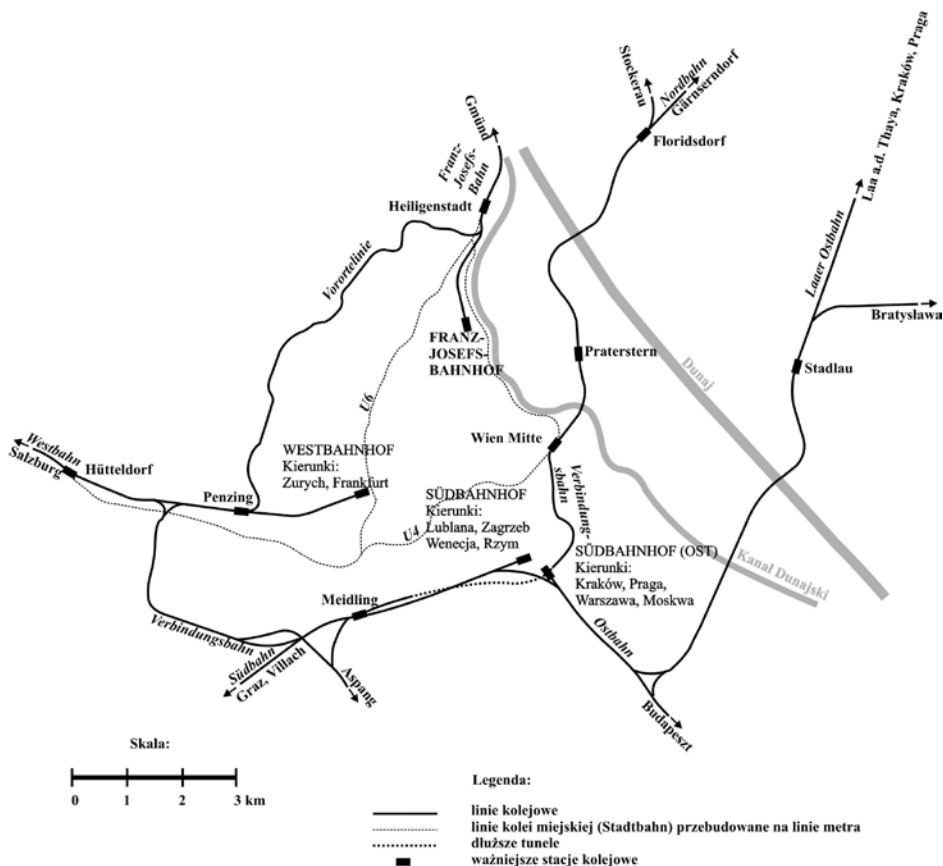 Stockerau
Nordbahn
Gärnserndorf
Floridsdorf
Laa a.d. Thaya, Kraków, Praga
Laaer Ostbahn
Gmünd
Franz-
Josefs-
Bahn
Heiligenstadt
Vorortelinie
FRANZ-
JOSEFS-
BAHNHOF
U6
Praterstern
Dunaj
Bratysława
Stadlau
Westbahn
Salzburg
Hütteldorf
Penzing
WESTBAHNHOF
Kierunki:
Zurych, Frankfurt
Wien Mitte
SÜDBAHNHOF
Kierunki:
Lublana, Zagrzeb
Wenecja, Rzym
U4
Verbindung-
sbahn
SÜDBAHNHOF (OST)
Kierunki:
Kraków, Praga,
Warszawa, Moskwa
Kanał Dunajski
Meidling
Verbindungsbahn
Südbahn
Graz, Villach
Aspang
Ostbahn
Budapeszt
Skala:
0 1 2 3 km
Legenda:
linie kolejowe
linie kolei miejskiej (Stadtbahn) przebudowane na linie metra
dłuższe tunele
ważniejsze stacje kolejowe